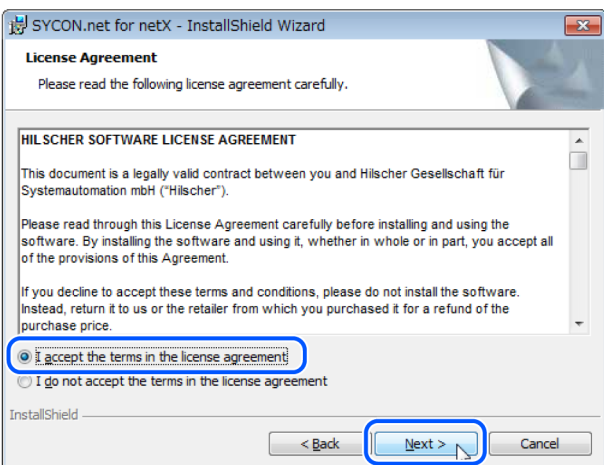 SYCON.net for netX - InstallShield Wizard
License Agreement
Please read the following license agreement carefully.
HILSCHER SOFTWARE LICENSE AGREEMENT
This document is a legally valid contract between you and Hilscher Gesellschaft für
Systemautomation mbH ("Hilscher").
Please read through this License Agreement carefully before installing and using the
software. By installing the software and using it, whether in whole or in part, you accept all
of the provisions of this Agreement.
If you decline to accept these terms and conditions, please do not install the software.
Instead, return it to us or the retailer from which you purchased it for a refund of the
purchase price.
I accept the terms in the license agreement
I do not accept the terms in the license agreement
InstallShield
< Back Next > Cancel